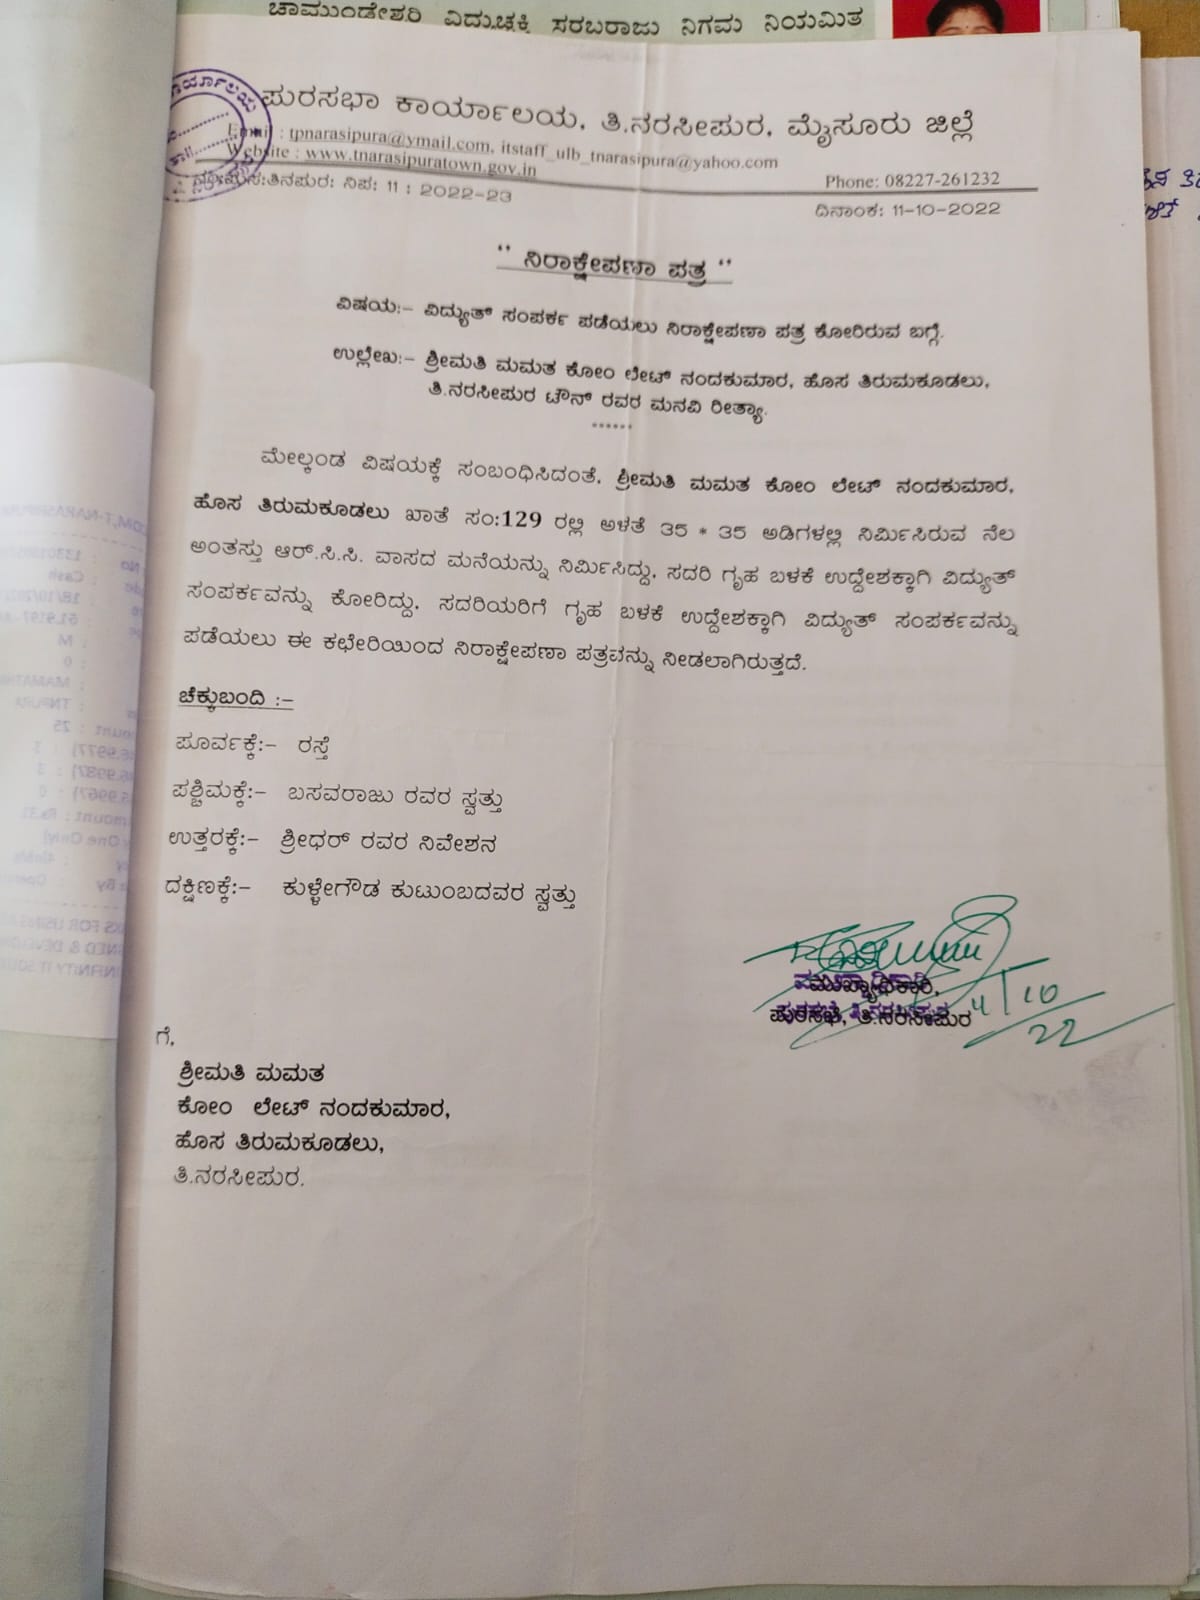 ಚಾಮುಂಡೇಶ್ವರಿ ವಿದ್ಯುಚ್ಛಕ್ತಿ ಸರಬರಾಜು ನಿಗಮ ನಿಯಮಿತ
ಪುರಸಭಾ ಕಾರ್ಯಾಲಯ, ತಿ.ನರಸೀಪುರ, ಮೈಸೂರು ಜಿಲ್ಲೆ
Email : tpnarasipura@ymail.com, itstaff_ulb_tnarasipura@yahoo.com
Website : www.tnarasipuratown.gov.in
Phone: 08227-261232
ನಿಪ: 11 : 2022-23
ದಿನಾಂಕ: 11-10-2022
'' ನಿರಾಕ್ಷೇಪಣಾ ಪತ್ರ ''
ವಿಷಯ:- ವಿದ್ಯುತ್ ಸಂಪರ್ಕ ಪಡೆಯಲು ನಿರಾಕ್ಷೇಪಣಾ ಪತ್ರ ಕೋರಿರುವ ಬಗ್ಗೆ.
ಉಲ್ಲೇಖ:- ಶ್ರೀಮತಿ ಮಮತ ಕೋಂ ಲೇಟ್ ನಂದಕುಮಾರ, ಹೊಸ ತಿರುಮಕೂಡಲು,
ತಿ.ನರಸೀಪುರ ಟೌನ್ ರವರ ಮನವಿ ರೀತ್ಯಾ.
******
ಮೇಲ್ಕಂಡ ವಿಷಯಕ್ಕೆ ಸಂಬಂಧಿಸಿದಂತೆ, ಶ್ರೀಮತಿ ಮಮತ ಕೋಂ ಲೇಟ್ ನಂದಕುಮಾರ,
ಹೊಸ ತಿರುಮಕೂಡಲು ಖಾತೆ ಸಂ:129 ರಲ್ಲಿ ಅಳತೆ 35 * 35 ಅಡಿಗಳಲ್ಲಿ ನಿರ್ಮಿಸಿರುವ ನೆಲ
ಅಂತಸ್ತು ಆರ್.ಸಿ.ಸಿ. ವಾಸದ ಮನೆಯನ್ನು ನಿರ್ಮಿಸಿದ್ದು, ಸದರಿ ಗೃಹ ಬಳಕೆ ಉದ್ದೇಶಕ್ಕಾಗಿ ವಿದ್ಯುತ್
ಸಂಪರ್ಕವನ್ನು ಕೋರಿದ್ದು, ಸದರಿಯರಿಗೆ ಗೃಹ ಬಳಕೆ ಉದ್ದೇಶಕ್ಕಾಗಿ ವಿದ್ಯುತ್ ಸಂಪರ್ಕವನ್ನು
ಪಡೆಯಲು ಈ ಕಛೇರಿಯಿಂದ ನಿರಾಕ್ಷೇಪಣಾ ಪತ್ರವನ್ನು ನೀಡಲಾಗಿರುತ್ತದೆ.
ಚೆಕ್ಕುಬಂದಿ :-
ಪೂರ್ವಕ್ಕೆ:- ರಸ್ತೆ
ಪಶ್ಚಿಮಕ್ಕೆ:- ಬಸವರಾಜು ರವರ ಸ್ವತ್ತು
ಉತ್ತರಕ್ಕೆ:- ಶ್ರೀಧರ್ ರವರ ನಿವೇಶನ
ದಕ್ಷಿಣಕ್ಕೆ:- ಕುಳ್ಳೇಗೌಡ ಕುಟುಂಬದವರ ಸ್ವತ್ತು
ಮುಖ್ಯಾಧಿಕಾರಿ,
ಪುರಸಭೆ, ತಿ.ನರಸೀಪುರ
11/10/22
ಗೆ,
ಶ್ರೀಮತಿ ಮಮತ
ಕೋಂ ಲೇಟ್ ನಂದಕುಮಾರ,
ಹೊಸ ತಿರುಮಕೂಡಲು,
ತಿ.ನರಸೀಪುರ.